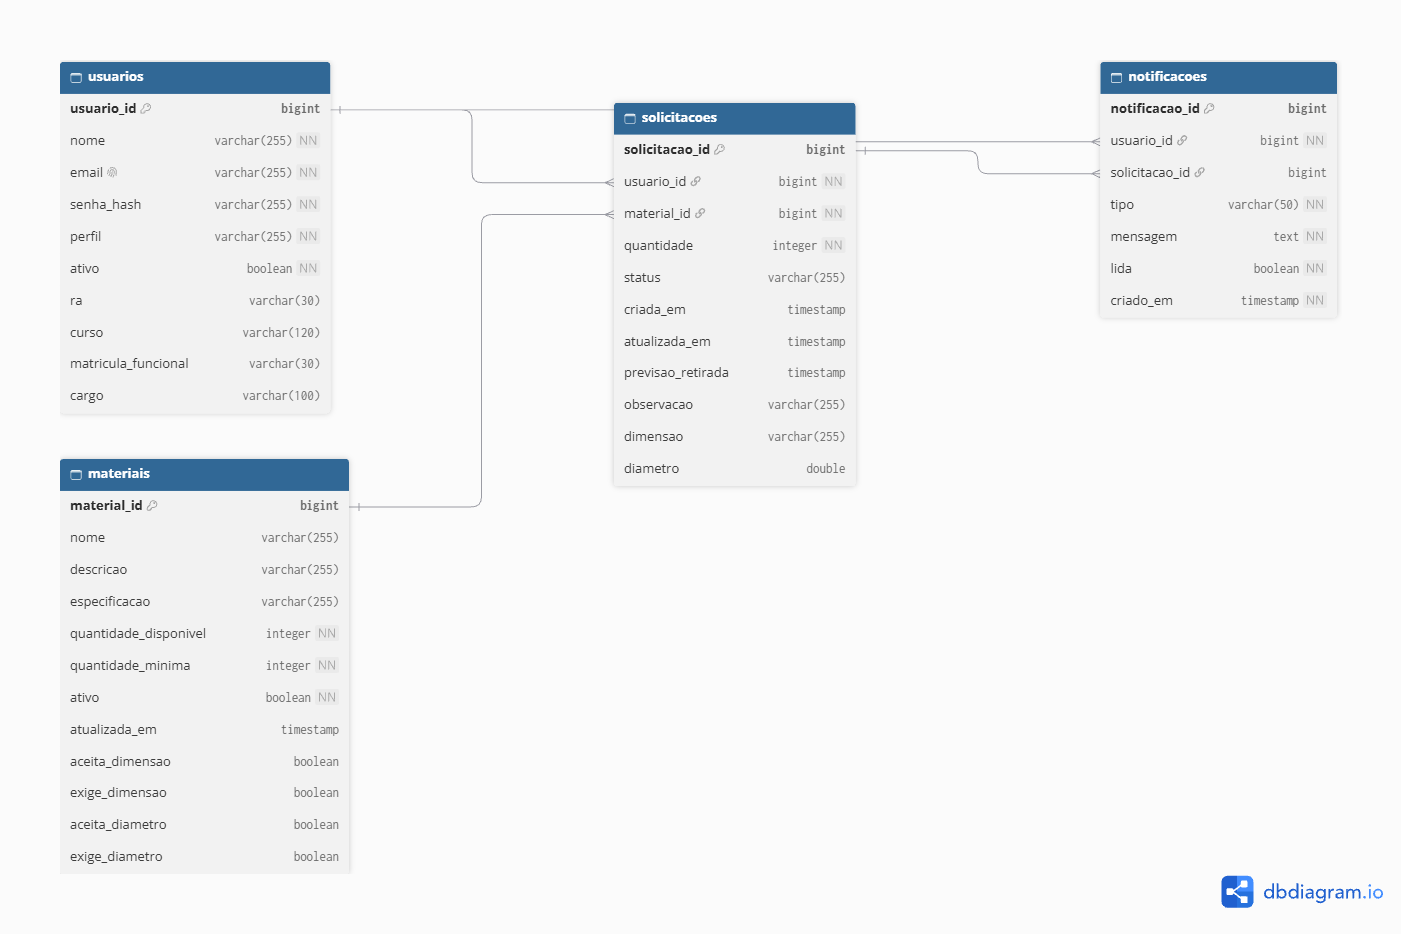 usuarios
usuario_id bigint
nome varchar(255) NN
email varchar(255) NN
senha_hash varchar(255) NN
perfil varchar(255) NN
ativo boolean NN
ra varchar(30)
curso varchar(120)
matricula_funcional varchar(30)
cargo varchar(100)
materiais
material_id bigint
nome varchar(255)
descricao varchar(255)
especificacao varchar(255)
quantidade_disponivel integer NN
quantidade_minima integer NN
ativo boolean NN
atualizada_em timestamp
aceita_dimensao boolean
exige_dimensao boolean
aceita_diametro boolean
exige_diametro boolean
solicitacoes
solicitacao_id bigint
usuario_id bigint NN
material_id bigint NN
quantidade integer NN
status varchar(255)
criada_em timestamp
atualizada_em timestamp
previsao_retirada timestamp
observacao varchar(255)
dimensao varchar(255)
diametro double
notificacoes
notificacao_id bigint
usuario_id bigint NN
solicitacao_id bigint
tipo varchar(50) NN
mensagem text NN
lida boolean NN
criado_em timestamp NN
dbdiagram.io